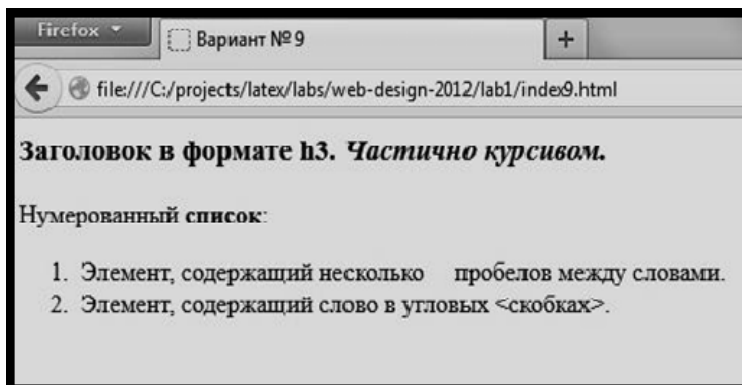 Firefox
Вариант № 9
file:///C:/projects/latex/labs/web-design-2012/lab1/index9.html
Заголовок в формате h3. Частично курсивом.
Нумерованный список:
1. Элемент, содержащий несколько    пробелов между словами.
2. Элемент, содержащий слово в угловых <скобках>.